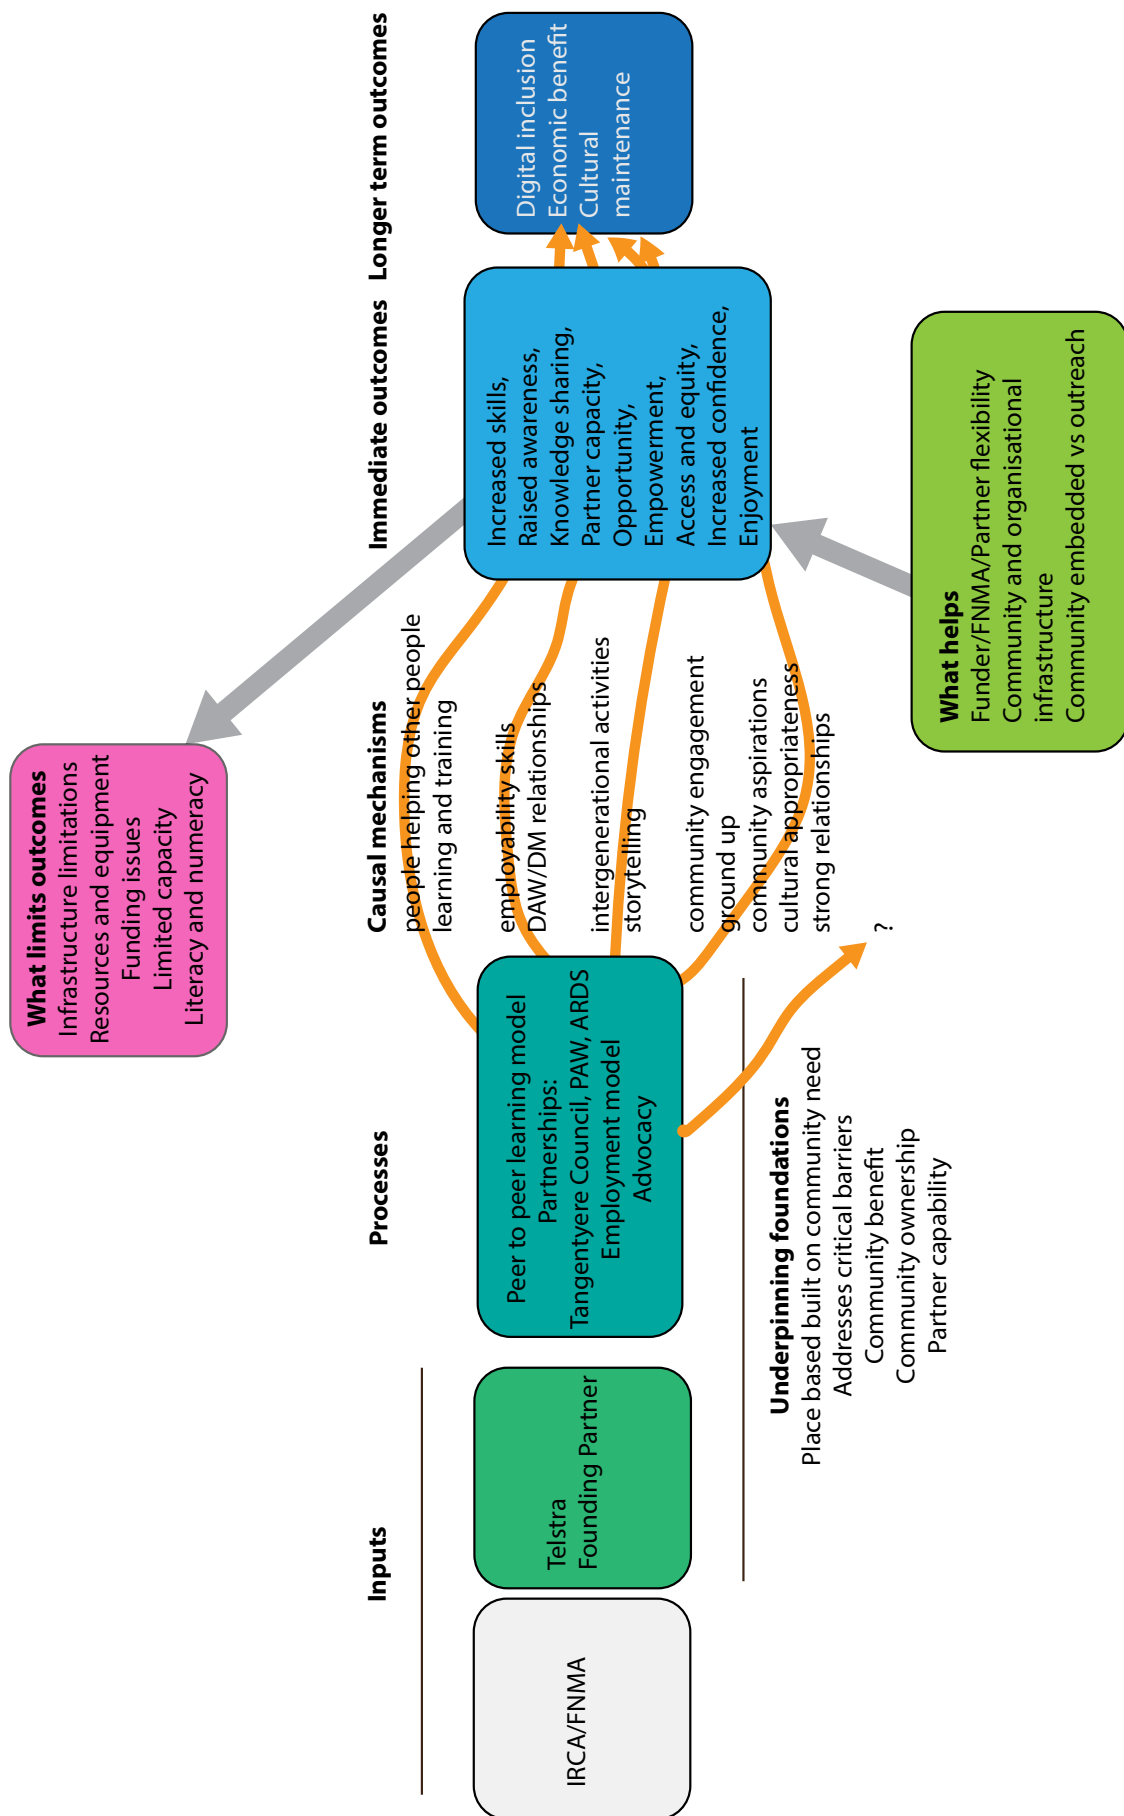 What limits outcomes
Infrastructure limitations
Resources and equipment
Funding issues
Limited capacity
Literacy and numeracy
Inputs
Processes
Causal mechanisms
Immediate outcomes
Longer term outcomes
IRCA/FNMA
Telstra
Founding Partner
Peer to peer learning model
Partnerships:
Tangentyere Council, PAW, ARDS
Employment model
Advocacy
people helping other people
learning and training
employability skills
DAW/DM relationships
intergenerational activities
storytelling
community engagement
ground up
community aspirations
cultural appropriateness
strong relationships
?
Increased skills,
Raised awareness,
Knowledge sharing,
Partner capacity,
Opportunity,
Empowerment,
Access and equity,
Increased confidence,
Enjoyment
Digital inclusion
Economic benefit
Cultural
maintenance
Underpinning foundations
Place based built on community need
Addresses critical barriers
Community benefit
Community ownership
Partner capability
What helps
Funder/FNMA/Partner flexibility
Community and organisational
infrastructure
Community embedded vs outreach